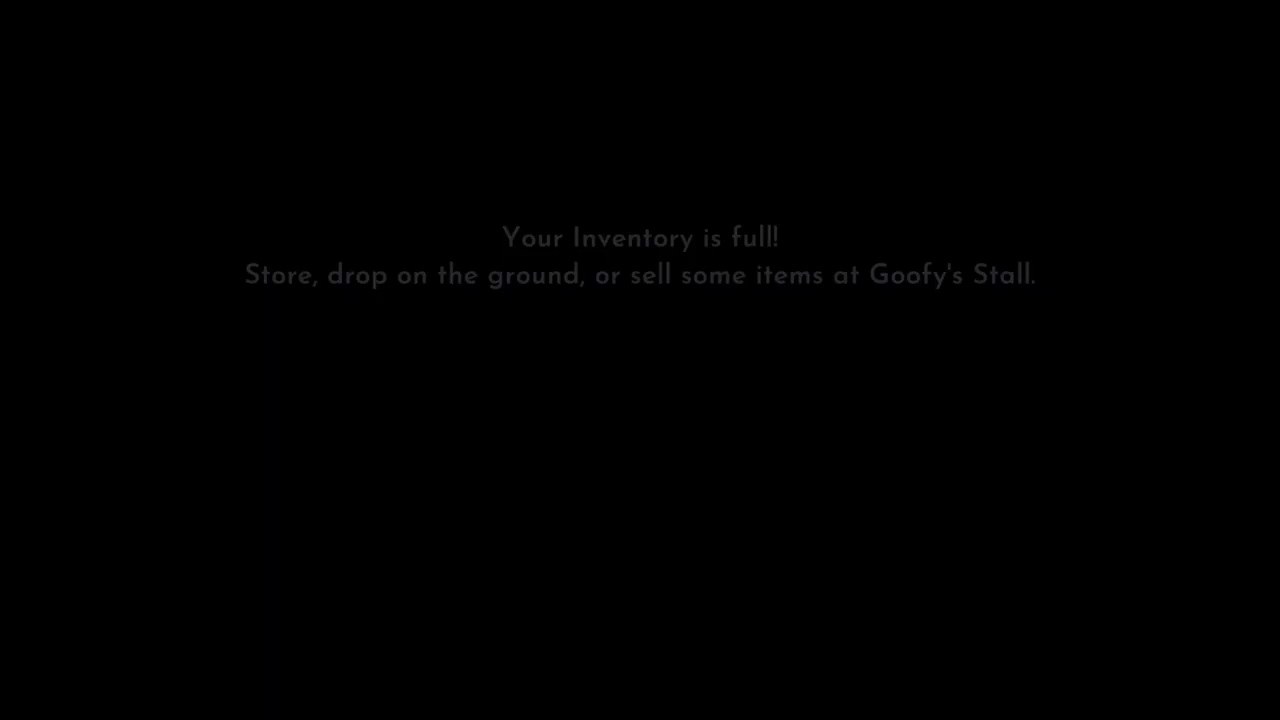 Your Inventory is full!
Store, drop on the ground, or sell some items at Goofy's Stall.